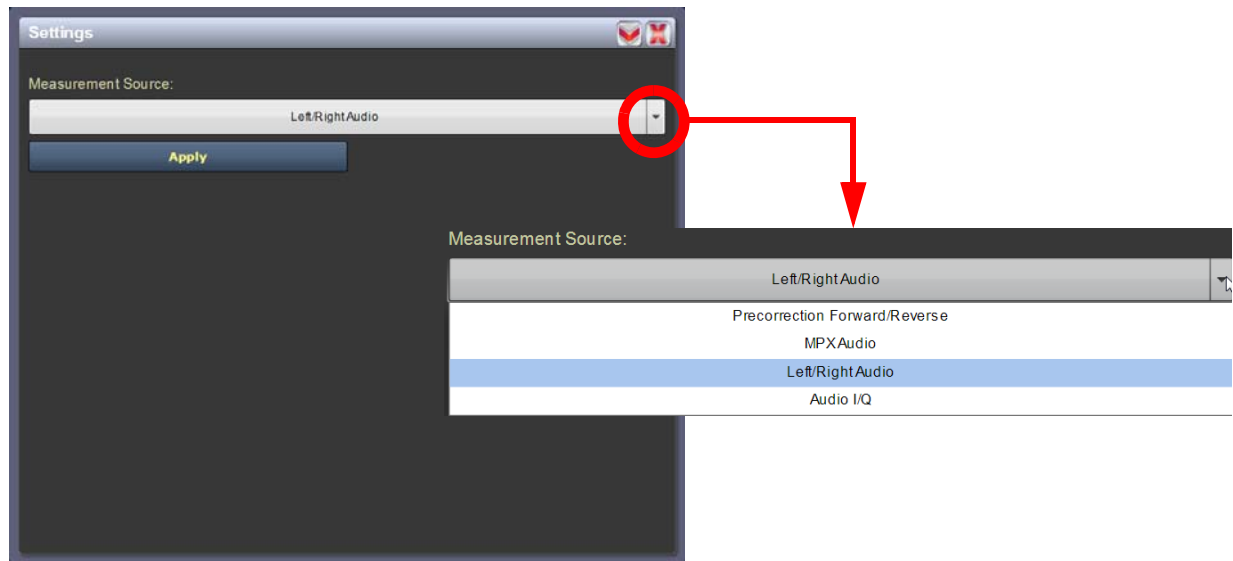 Settings
Measurement Source:
Left/Right Audio
Apply
Measurement Source:
Left/Right Audio
Precorrection Forward/Reverse
MPX Audio
Left/Right Audio
Audio I/Q